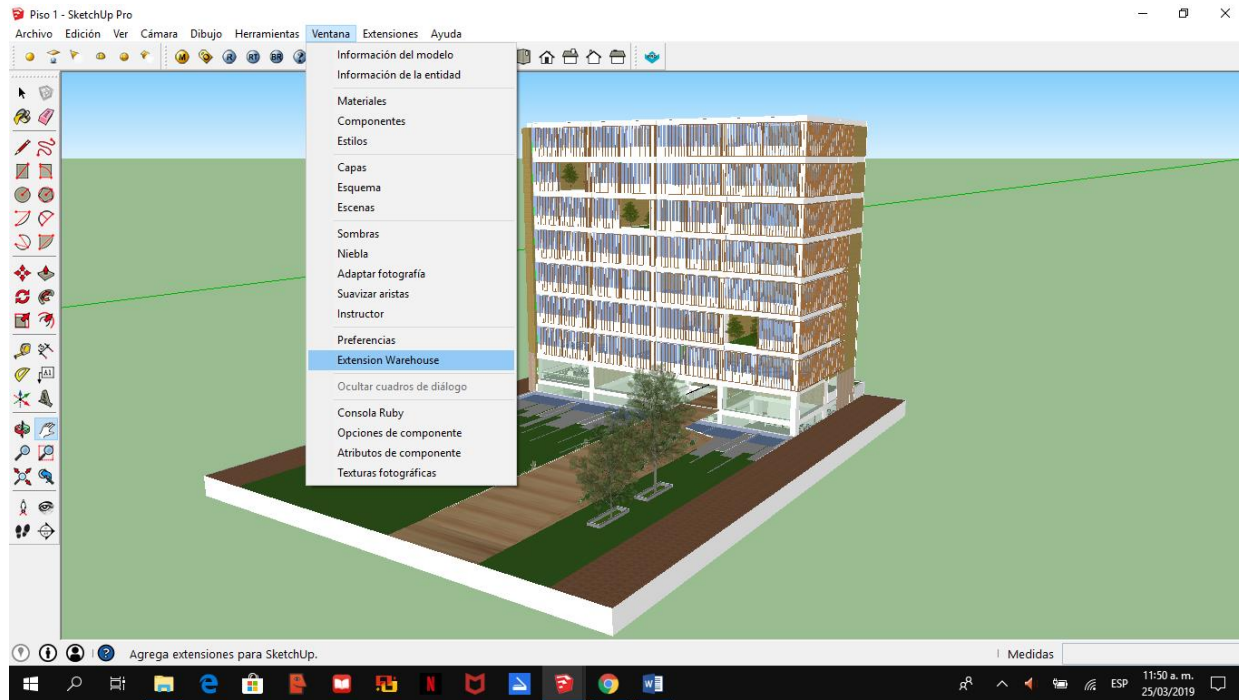 Piso 1 - SketchUp Pro
Archivo Edición Ver Cámara Dibujo Herramientas Ventana Extensiones Ayuda
M R RT BR
Información del modelo
Información de la entidad
Materiales
Componentes
Estilos
Capas
Esquema
Escenas
Sombras
Niebla
Adaptar fotografía
Suavizar aristas
Instructor
Preferencias
Extension Warehouse
Ocultar cuadros de diálogo
Consola Ruby
Opciones de componente
Atributos de componente
Texturas fotográficas
A1
Agrega extensiones para SketchUp.
Medidas
N
ESP
11:50 a. m.
25/03/2019